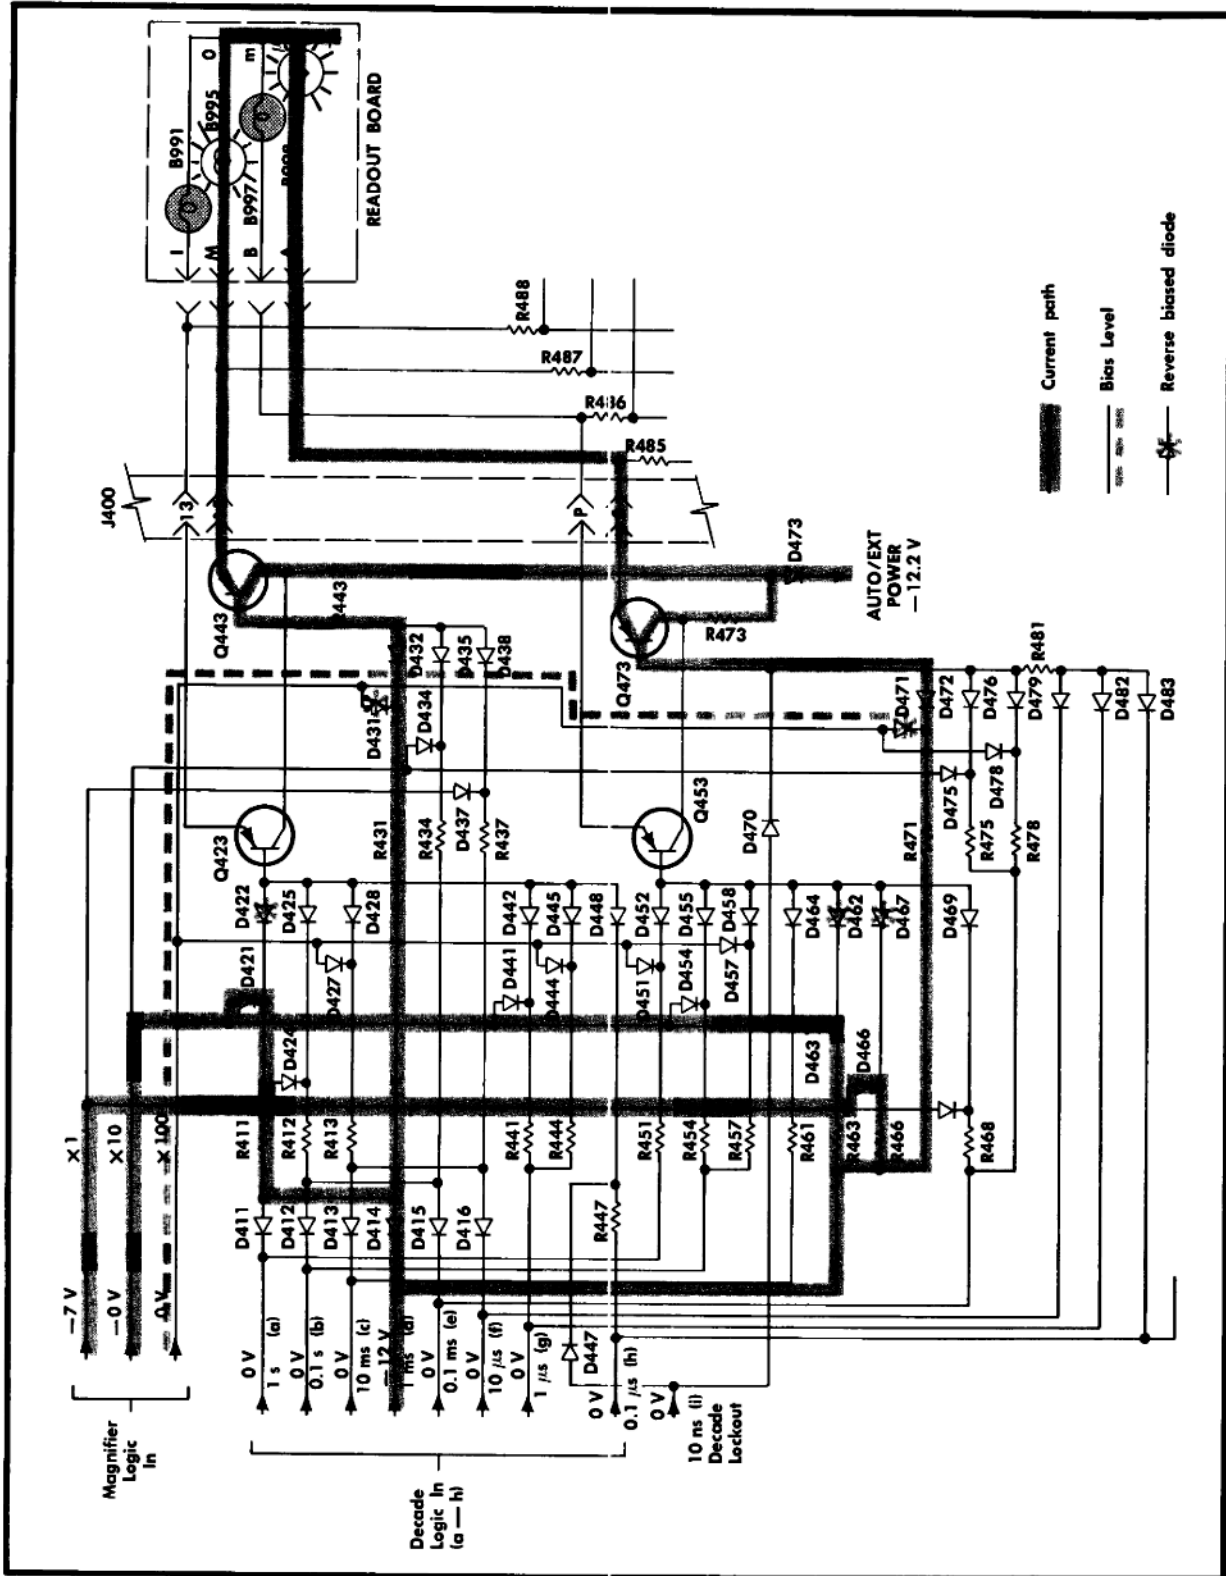 Magnifier
Logic
In
— 7 V
× 1
— 0 V
× 10
0 V
× 100
Decade
Logic In
(a — h)
0 V
1 s (a)
0 V
0.1 s (b)
0 V
10 ms (c)
— 12 V
1 ms (d)
0 V
0.1 ms (e)
0 V
10 µs (f)
0 V
1 µs (g)
0 V
0.1 µs (h)
0 V
10 ns (i)
Decade
Lockout
D411
D412
D413
D414
D415
D416
D447
R411
R412
R413
R441
R444
R447
R451
R454
R457
R461
R463
R466
R468
D421
D424
D427
D441
D444
D451
D454
D457
D463
D466
D422
D425
D428
D442
D445
D448
D452
D455
D458
D464
D462
D467
D469
Q423
Q453
R431
R434
R437
D470
R471
R475
R478
D431
D434
D437
D475
D478
D432
D435
D438
D471
D472
D476
D479
R481
D482
D483
Q443
R443
Q473
R473
D473
AUTO/EXT
POWER
— 12.2 V
J400
13
P
R485
R486
R487
R488
I
M
B
A
B991
B995
B997
O
m
READOUT BOARD
Current path
Bias Level
Reverse biased diode